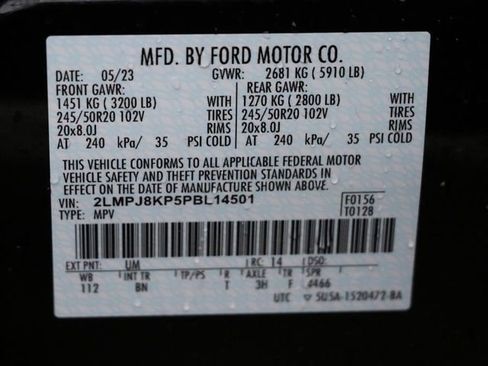 MFD. BY FORD MOTOR CO.
DATE: 05/23 GVWR: 2681 KG ( 5910 LB)
FRONT GAWR: REAR GAWR:
1451 KG ( 3200 LB) WITH 1270 KG ( 2800 LB) WITH
245/50R20 102V TIRES 245/50R20 102V TIRES
20x8.0J RIMS 20x8.0J RIMS
AT 240 kPa/ 35 PSI COLD AT 240 kPa/ 35 PSI COLD
THIS VEHICLE CONFORMS TO ALL APPLICABLE FEDERAL MOTOR
VEHICLE SAFETY AND THEFT PREVENTION STANDARDS IN
EFFECT ON THE DATE OF MANUFACTURE SHOWN ABOVE.
VIN: 2LMPJ8KP5PBL14501 F0156
TYPE: MPV T0128
EXT PNT: UM RC: 14 DSO:
WB INT TR TP/PS R AXLE TR SPR
112 BN T 3H F 4466
UTC 5U5A-1520472-BA